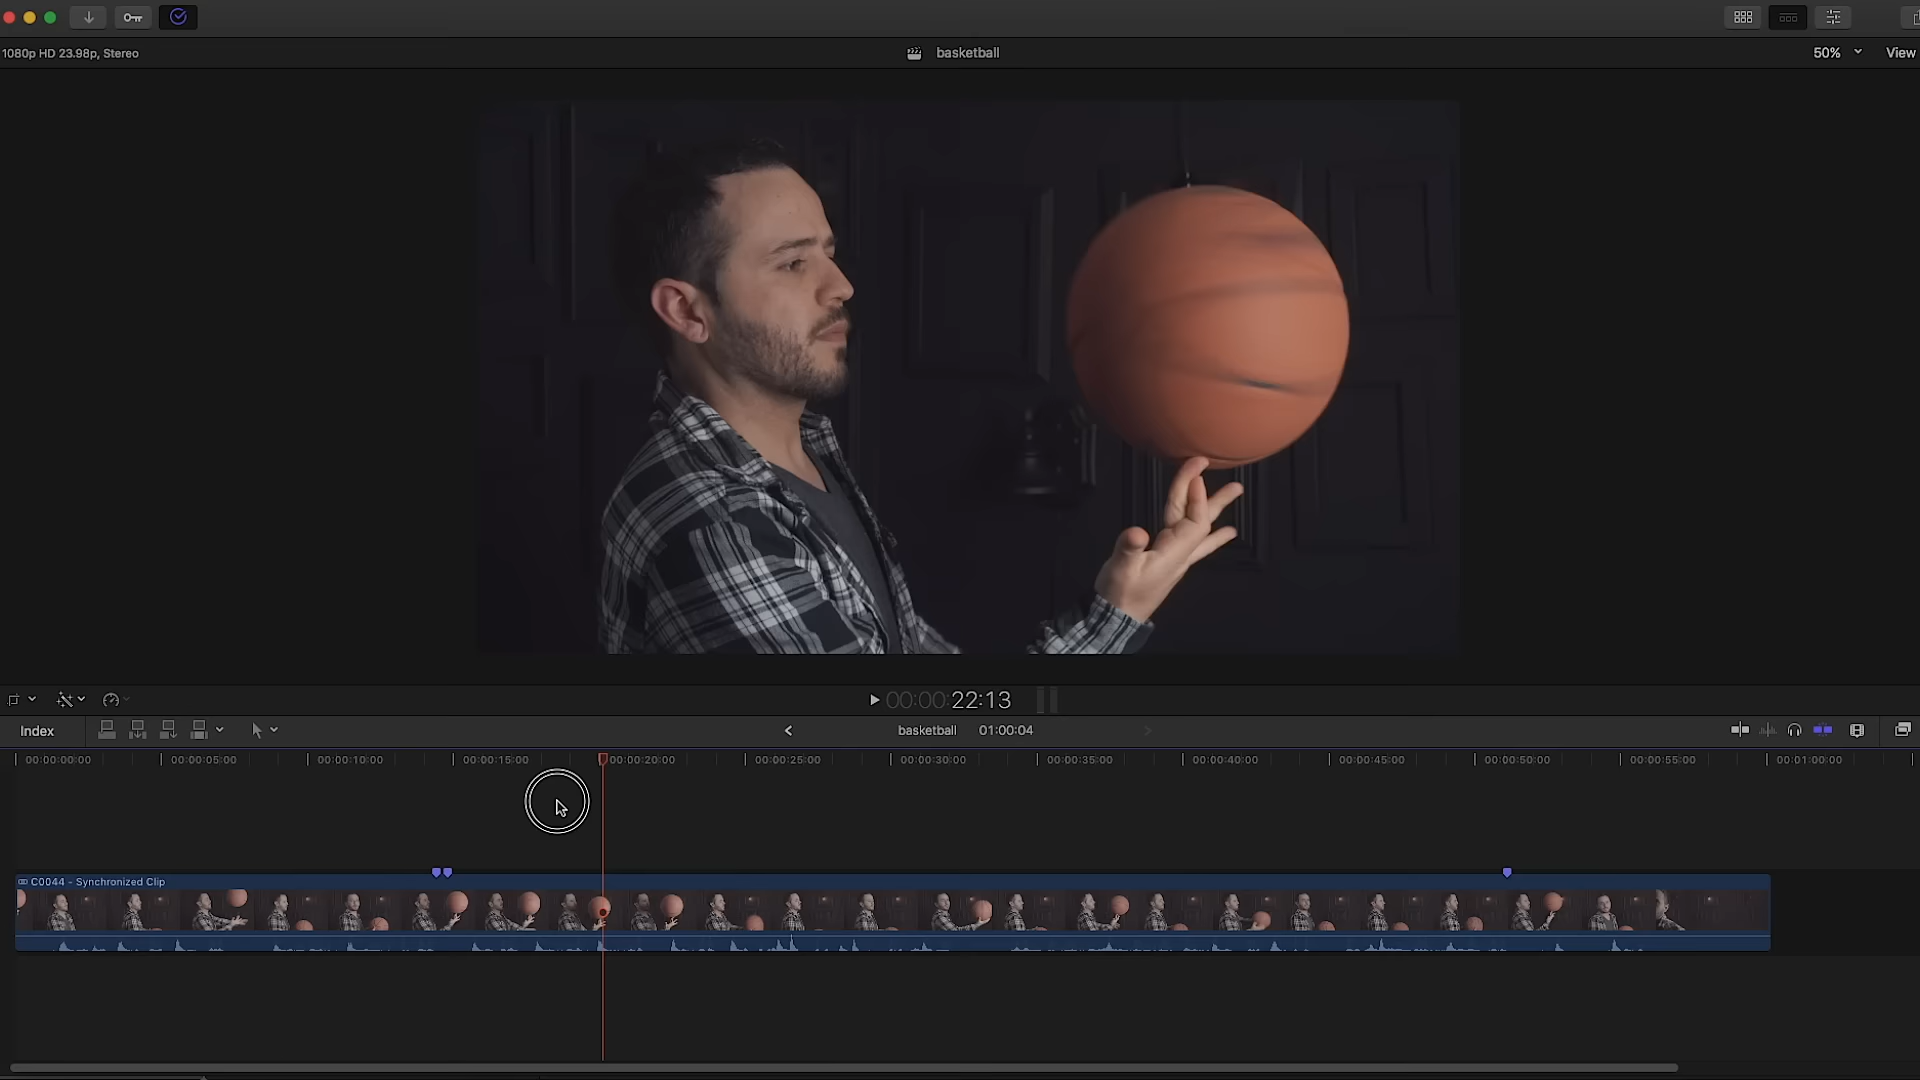 1080p HD 23.98p, Stereo
basketball
50%
View
00:00:22:13
Index
basketball
01:00:04
00:00:00:00
00:00:05:00
00:00:10:00
00:00:15:00
00:00:20:00
00:00:25:00
00:00:30:00
00:00:35:00
00:00:40:00
00:00:45:00
00:00:50:00
00:00:55:00
00:01:00:00
C0044 - Synchronized Clip